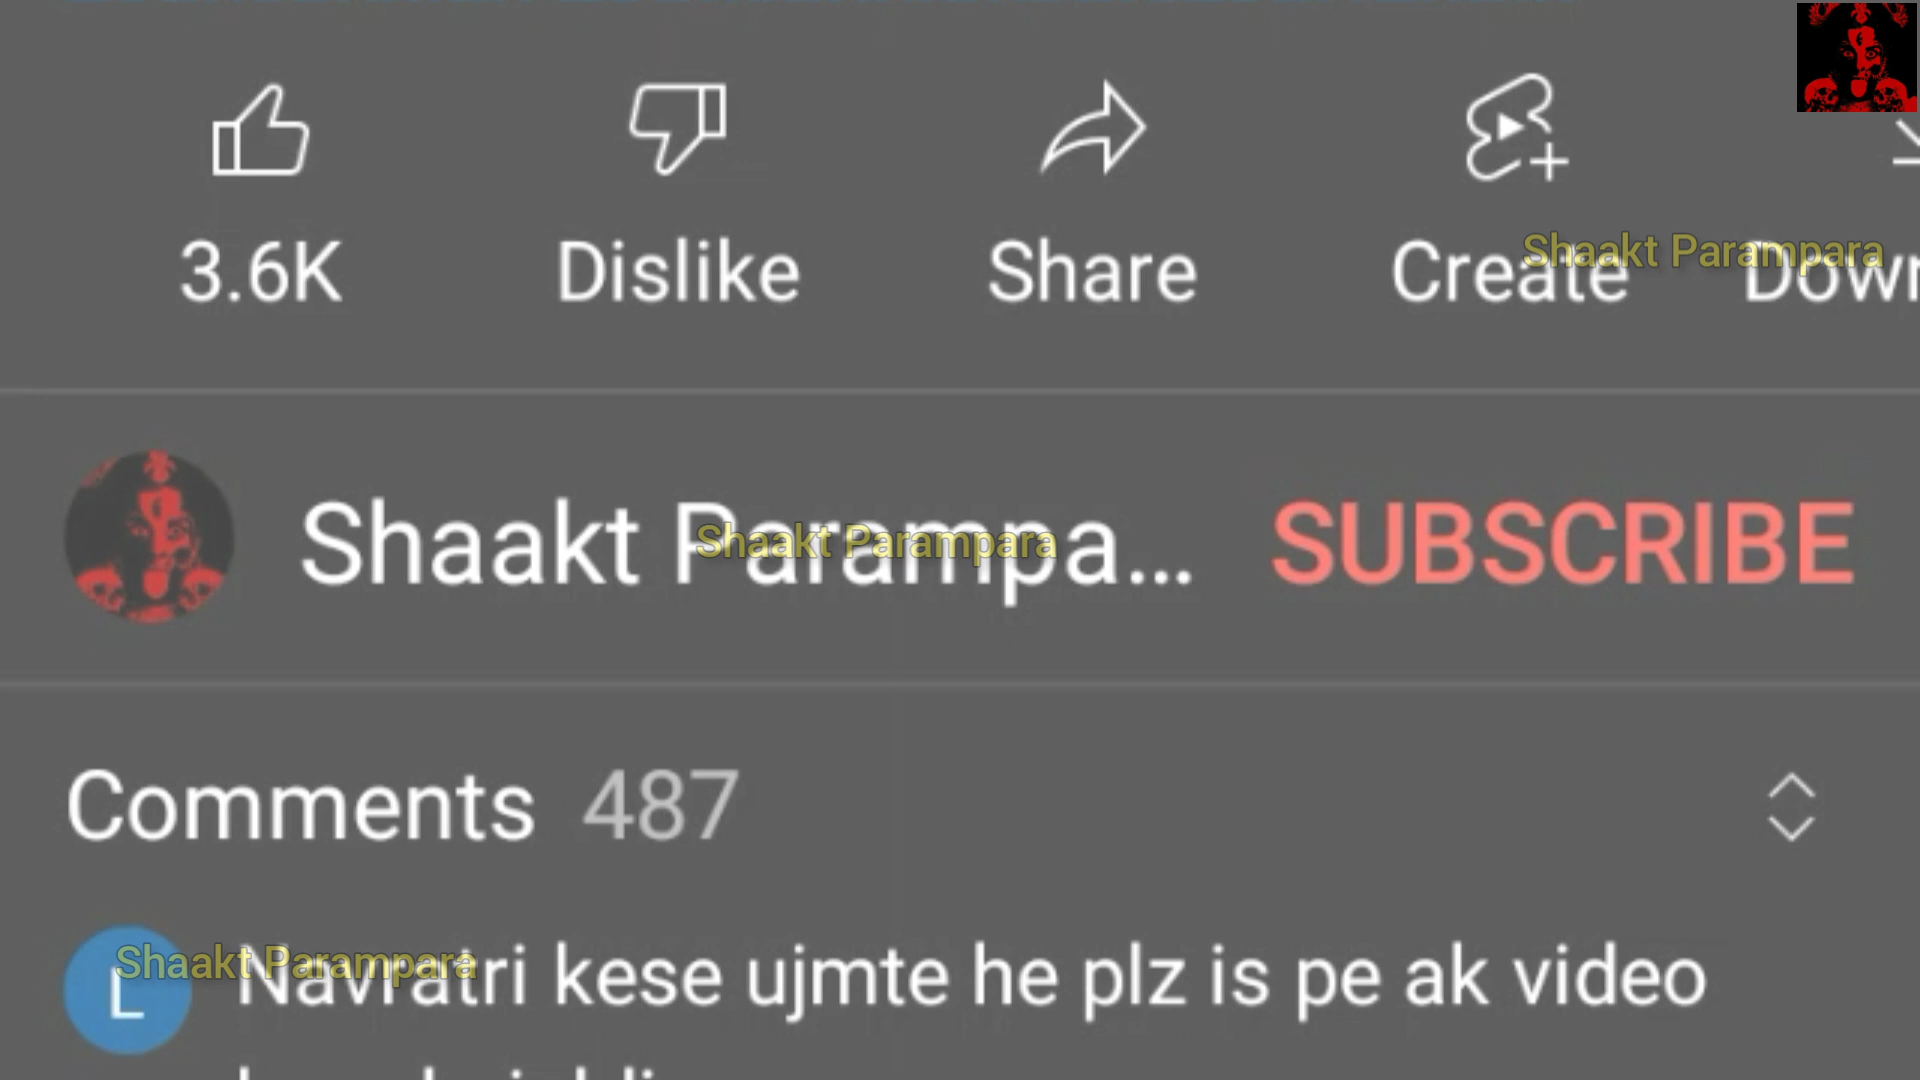 3.6K Dislike Share Create Down
Shaakt Parampara
Shaakt Parampa... SUBSCRIBE
Shaakt Parampara
Comments 487
L Navratri kese ujmte he plz is pe ak video
Shaakt Parampara